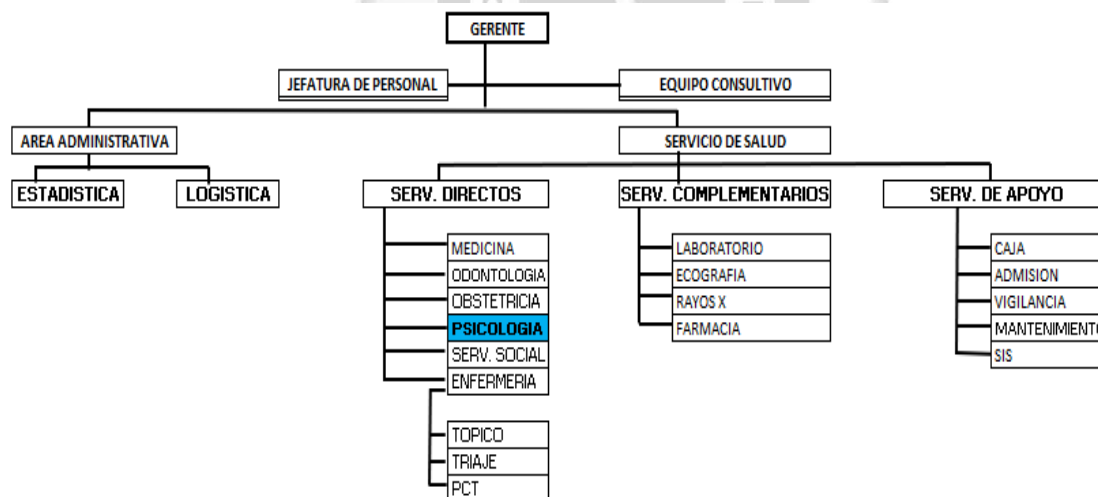 GERENTE
JEFATURA DE PERSONAL
EQUIPO CONSULTIVO
AREA ADMINISTRATIVA
SERVICIO DE SALUD
ESTADISTICA
LOGISTICA
SERV. DIRECTOS
SERV. COMPLEMENTARIOS
SERV. DE APOYO
MEDICINA
ODONTOLOGIA
OBSTETRICIA
PSICOLOGIA
SERV. SOCIAL
ENFERMERIA
TOPICO
TRIAJE
PCT
LABORATORIO
ECOGRAFIA
RAYOS X
FARMACIA
CAJA
ADMISION
VIGILANCIA
MANTENIMIENTO
SIS